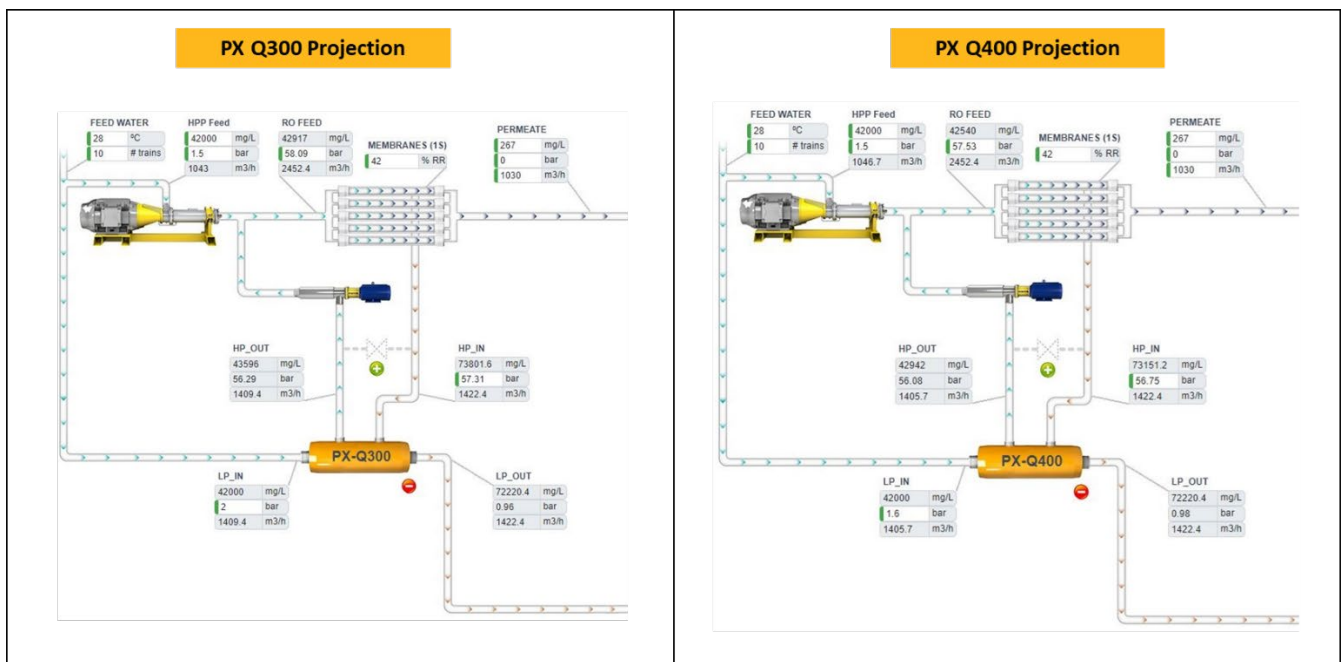 PX Q300 Projection
FEED WATER
28 ºC
10 # trains
HPP Feed
42000 mg/L
1.5 bar
1043 m3/h
RO FEED
42917 mg/L
58.09 bar
2452.4 m3/h
MEMBRANES (1S)
42 % RR
PERMEATE
267 mg/L
0 bar
1030 m3/h
HP_OUT
43596 mg/L
56.29 bar
1409.4 m3/h
HP_IN
73801.6 mg/L
57.31 bar
1422.4 m3/h
PX-Q300
LP_IN
42000 mg/L
2 bar
1409.4 m3/h
LP_OUT
72220.4 mg/L
0.96 bar
1422.4 m3/h
PX Q400 Projection
FEED WATER
28 ºC
10 # trains
HPP Feed
42000 mg/L
1.5 bar
1046.7 m3/h
RO FEED
42540 mg/L
57.53 bar
2452.4 m3/h
MEMBRANES (1S)
42 % RR
PERMEATE
267 mg/L
0 bar
1030 m3/h
HP_OUT
42942 mg/L
56.08 bar
1405.7 m3/h
HP_IN
73151.2 mg/L
56.75 bar
1422.4 m3/h
PX-Q400
LP_IN
42000 mg/L
1.6 bar
1405.7 m3/h
LP_OUT
72220.4 mg/L
0.98 bar
1422.4 m3/h